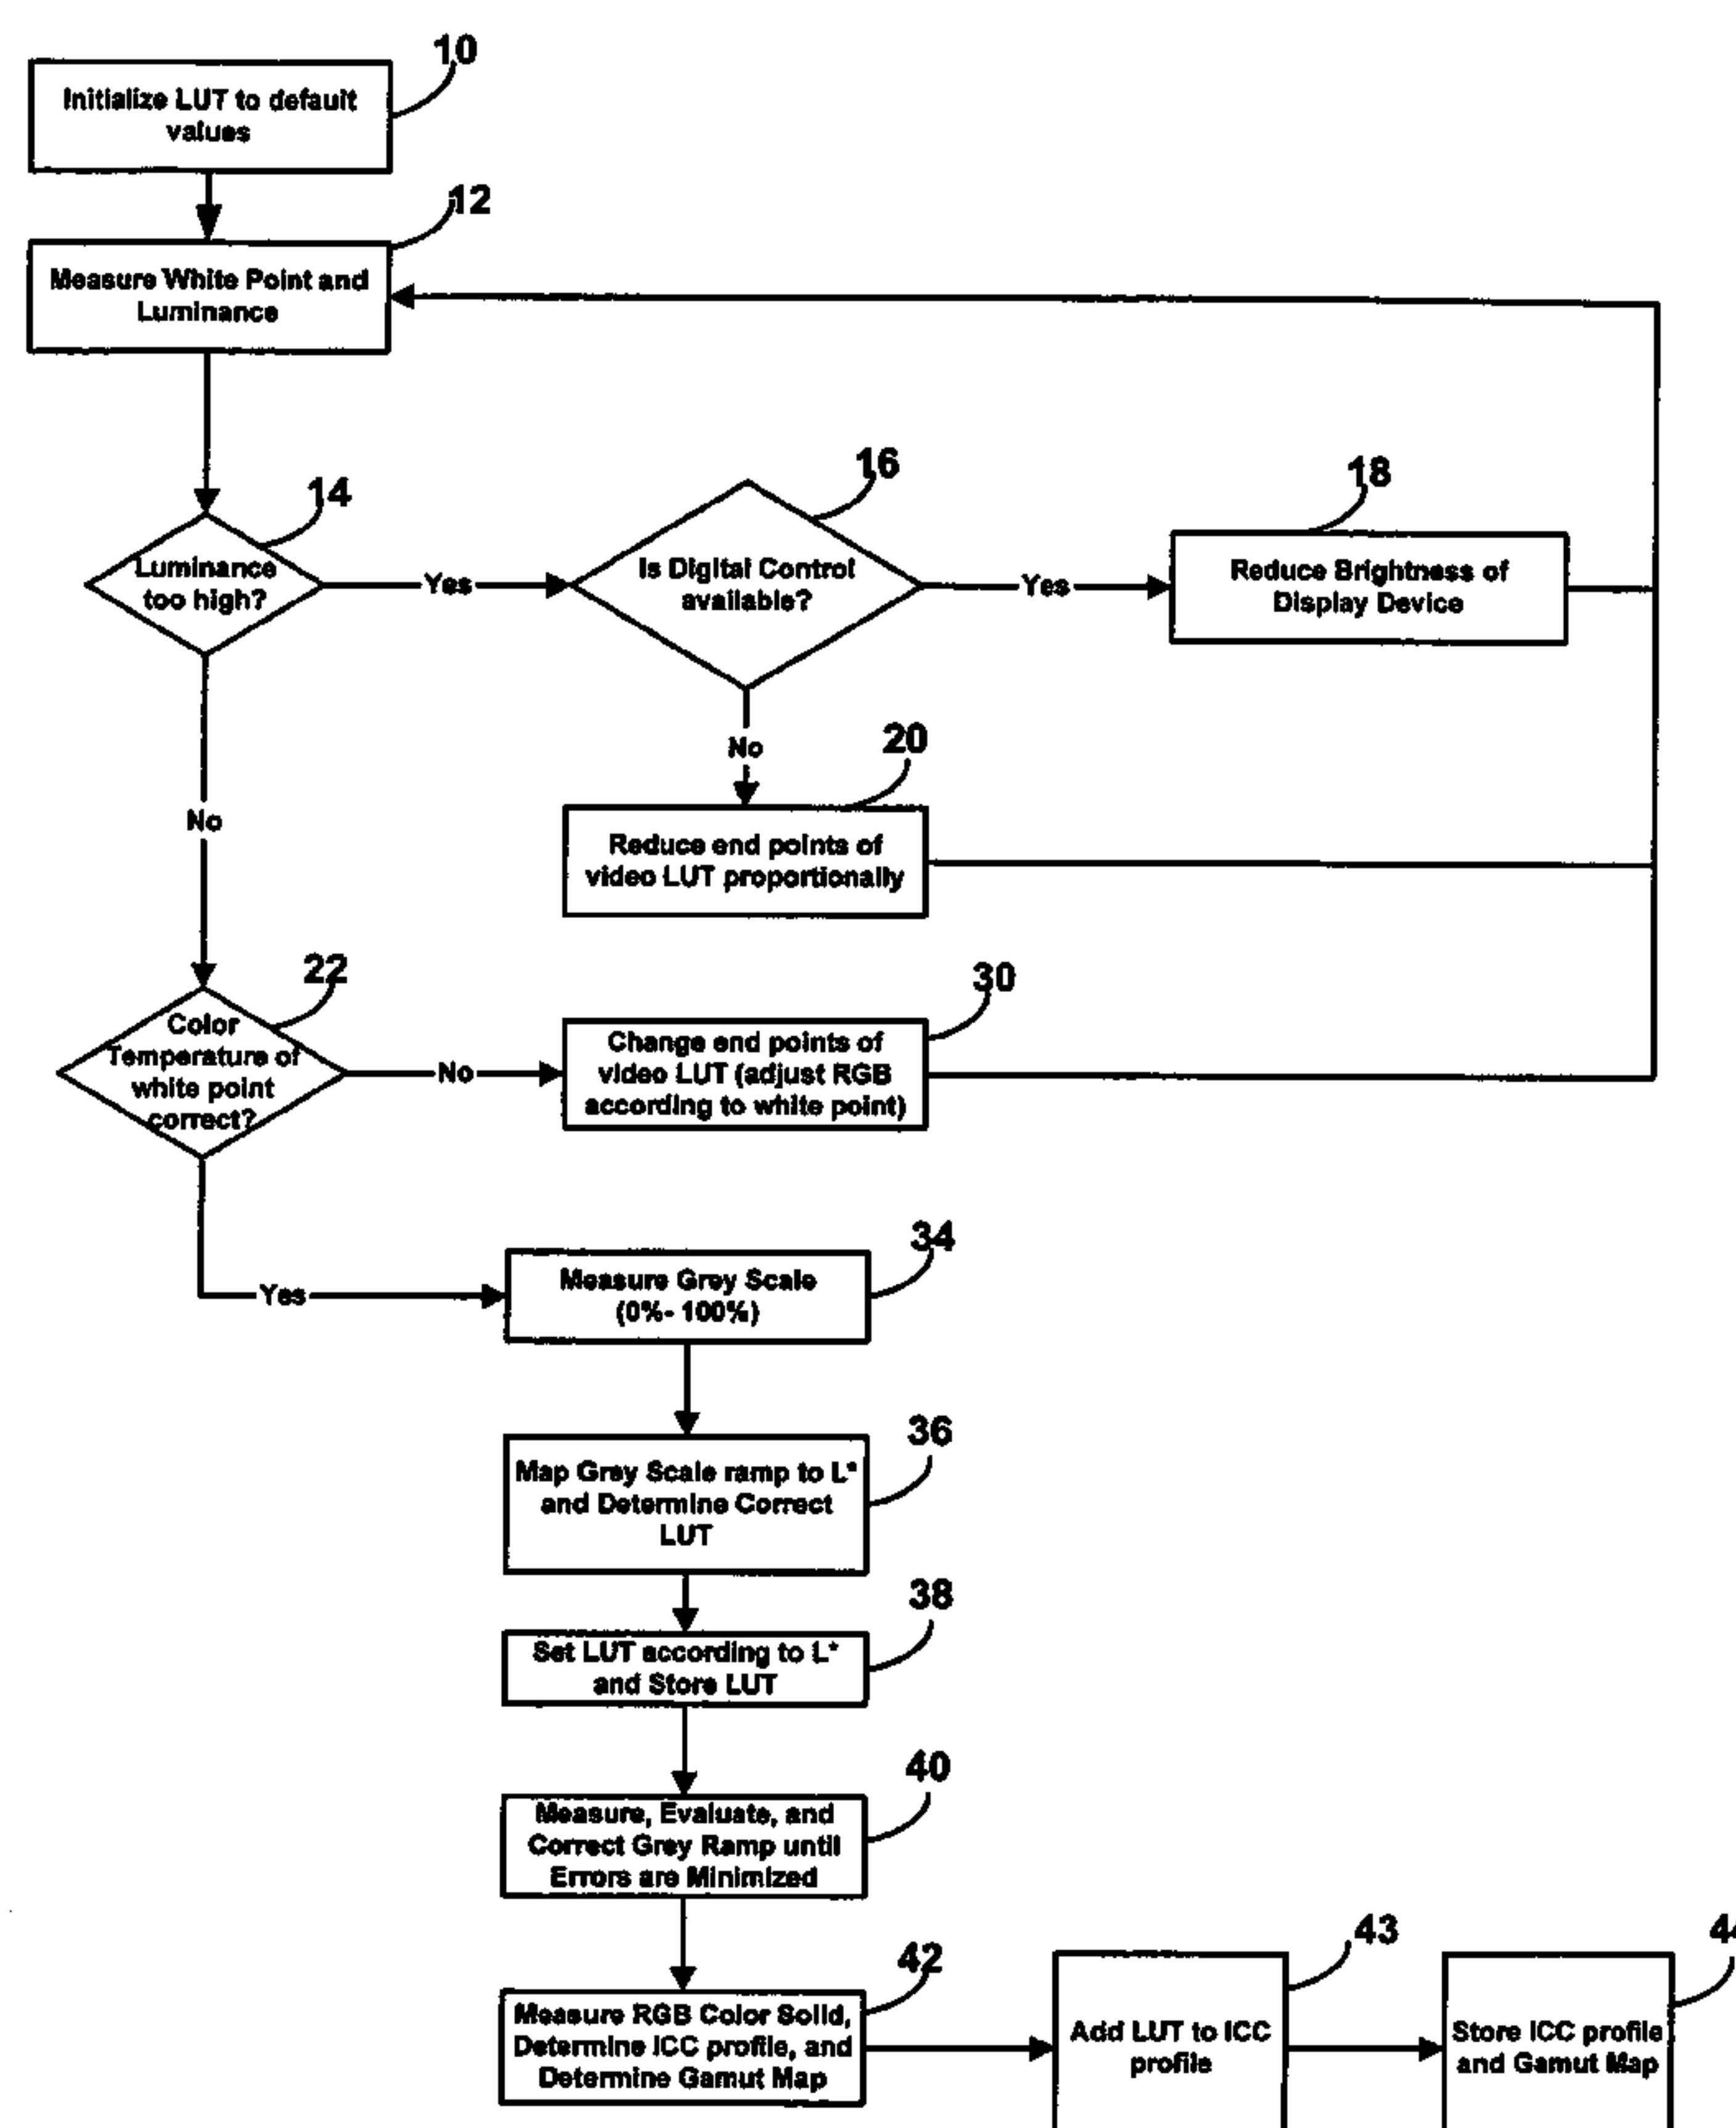 10
Initialize LUT to default
values
12
Measure White Point and
Luminance
14
Luminance
too high?
Yes
16
Is Digital Control
available?
Yes
18
Reduce Brightness of
Display Device
No
20
Reduce end points of
video LUT proportionally
No
22
Color
Temperature of
white point
correct?
No
30
Change end points of
video LUT (adjust RGB
according to white point)
Yes
34
Measure Grey Scale
(0%- 100%)
36
Map Grey Scale ramp to L*
and Determine Correct
LUT
38
Set LUT according to L*
and Store LUT
40
Measure, Evaluate, and
Correct Grey Ramp until
Errors are Minimized
42
Measure RGB Color Solid,
Determine ICC profile, and
Determine Gamut Map
43
Add LUT to ICC
profile
44
Store ICC profile
and Gamut Map